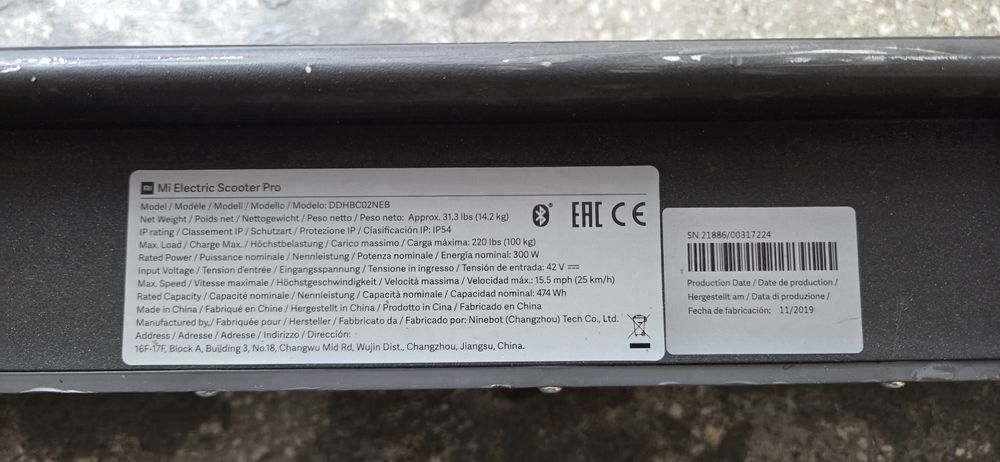 mi Mi Electric Scooter Pro
Model / Modèle / Modell / Modello / Modelo: DDHBC02NEB
Net Weight / Poids net / Nettogewicht / Peso netto / Peso neto: Approx. 31.3 lbs (14.2 kg)
IP rating / Classement IP / Schutzart / Protezione IP / Clasificación IP: IP54
Max. Load / Charge Max. / Höchstbelastung / Carico massimo / Carga máxima: 220 lbs (100 kg)
Rated Power / Puissance nominale / Nennleistung / Potenza nominale / Energía nominal: 300 W
Input Voltage / Tension d'entrée / Eingangsspannung / Tensione in ingresso / Tensión de entrada: 42 V
Max. Speed / Vitesse maximale / Höchstgeschwindigkeit / Velocità massima / Velocidad máx.: 15.5 mph (25 km/h)
Rated Capacity / Capacité nominale / Nennleistung / Capacità nominale / Capacidad nominal: 474 Wh
Made in China / Fabriqué en Chine / Hergestellt in China / Prodotto in Cina / Fabricado en China
Manufactured by./ Fabriquée pour / Hersteller / Fabbricato da / Fabricado por: Ninebot (Changzhou) Tech Co., Ltd.
Address / Adresse / Adresse / Indirizzo / Dirección:
16F-17F, Block A, Building 3, No.18, Changwu Mid Rd, Wujin Dist., Changzhou, Jiangsu, China.
EAC CE
SN:21886/00317224
Production Date / Date de production /
Hergestellt am / Data di produzione /
Fecha de fabricación: 11/2019